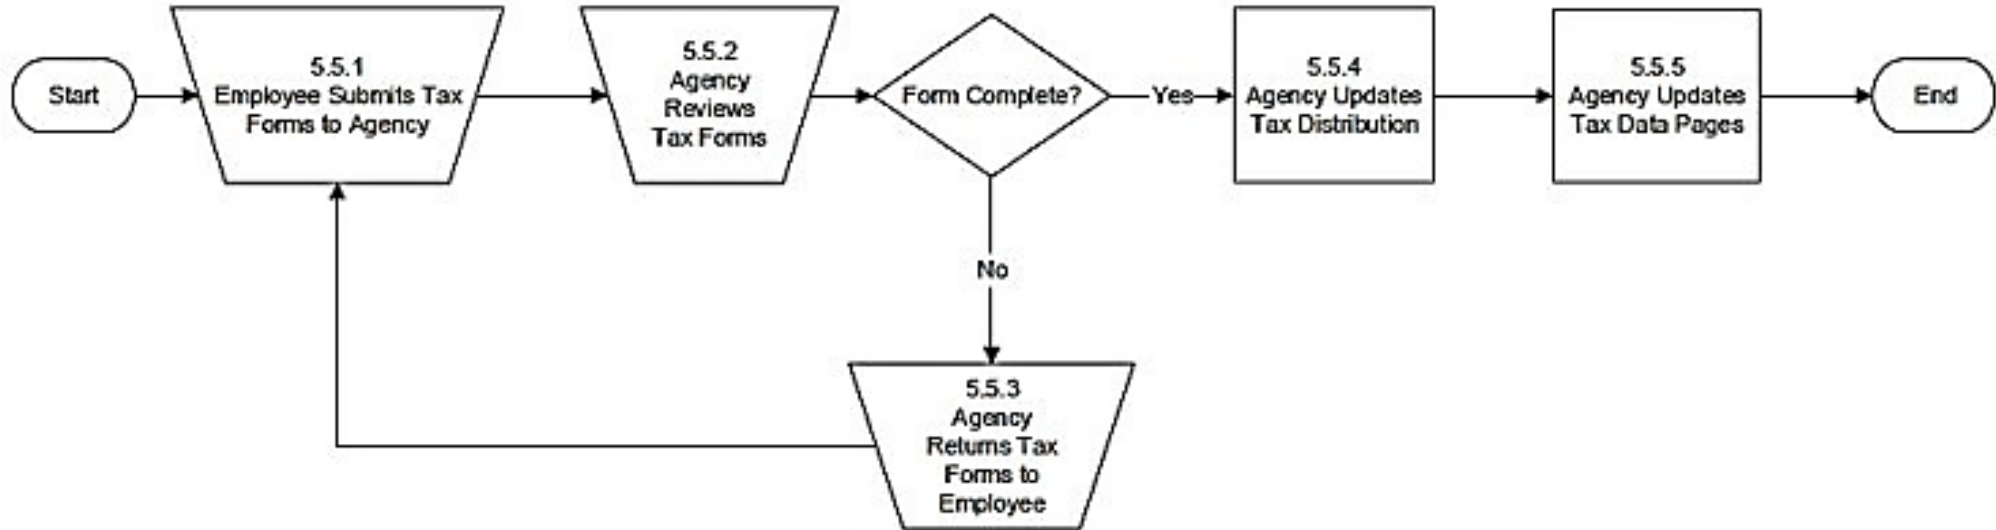 Start
5.5.1
Employee Submits Tax
Forms to Agency
5.5.2
Agency
Reviews
Tax Forms
Form Complete?
Yes
5.5.4
Agency Updates
Tax Distribution
5.5.5
Agency Updates
Tax Data Pages
End
No
5.5.3
Agency
Returns Tax
Forms to
Employee